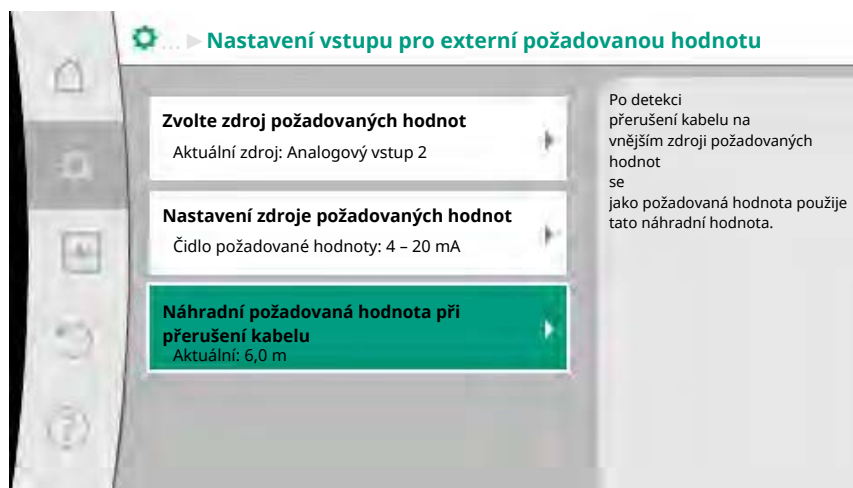 ... ▶ Nastavení vstupu pro externí požadovanou hodnotu
Zvolte zdroj požadovaných hodnot
Aktuální zdroj: Analogový vstup 2
Nastavení zdroje požadovaných hodnot
Čidlo požadované hodnoty: 4 – 20 mA
Náhradní požadovaná hodnota při
přerušení kabelu
Aktuální: 6,0 m
Po detekci
přerušení kabelu na
vnějším zdroji požadovaných
hodnot
se
jako požadovaná hodnota použije
tato náhradní hodnota.